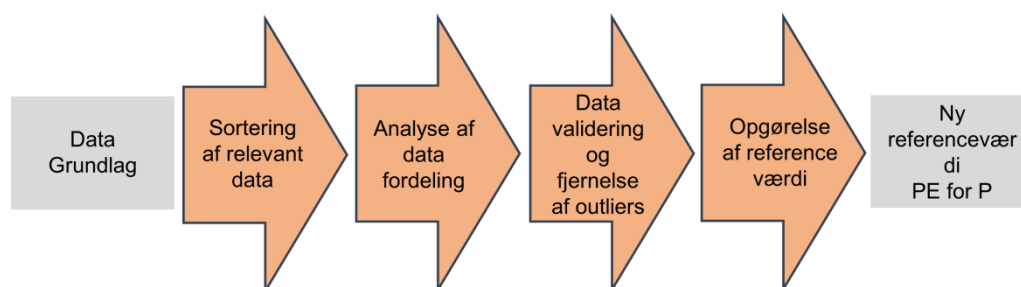 Data
Grundlag
Sortering
af relevant
data
Analyse af
data
fordeling
Data
validering
og
fjernelse
af outliers
Opgørelse
af reference
værdi
Ny
referencevær
di
PE for P